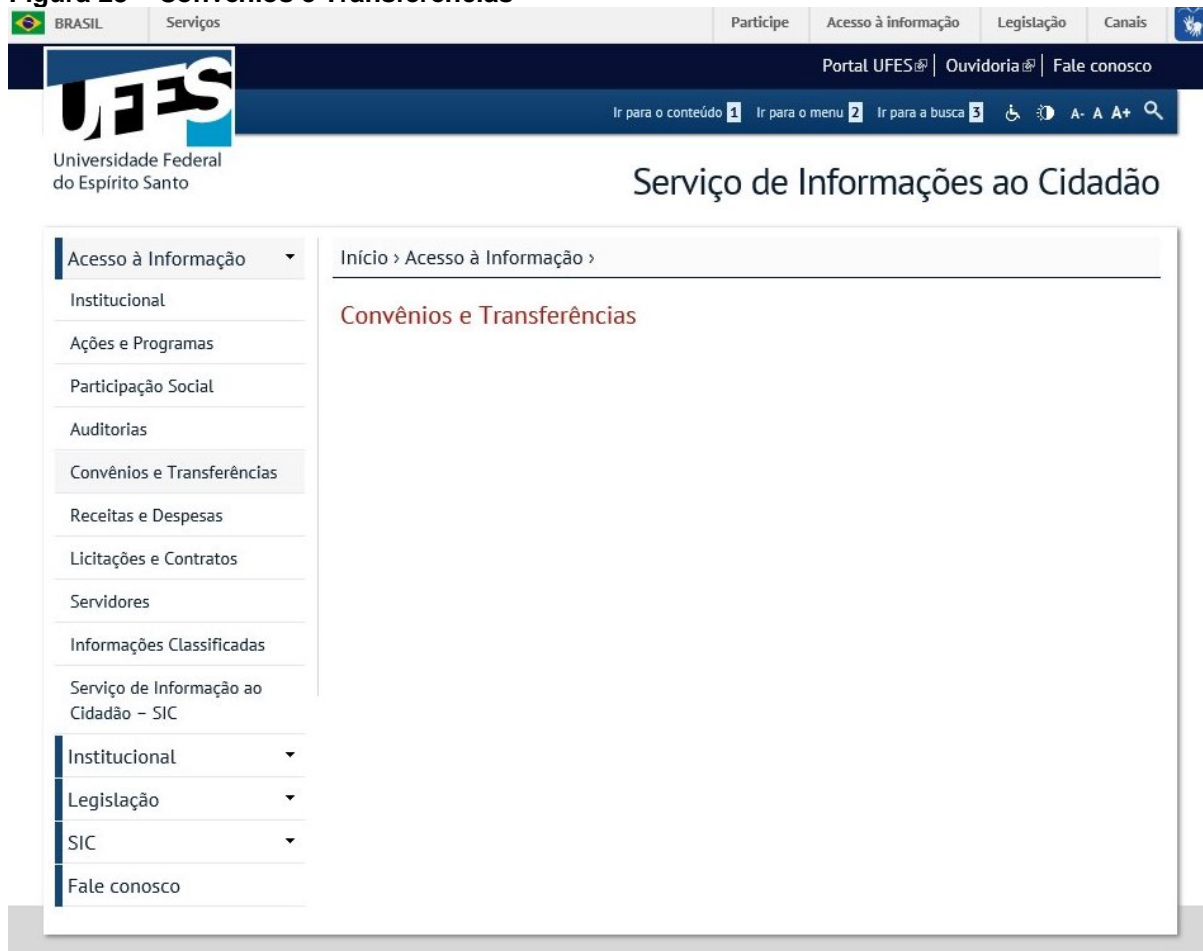 BRASIL Serviços Participe Acesso à informação Legislação Canais
Portal UFES Ouvidoria Fale conosco
UFES
Ir para o conteúdo 1 Ir para o menu 2 Ir para a busca 3 A- A A+
Universidade Federal
do Espírito Santo
Serviço de Informações ao Cidadão
Acesso à Informação
Início › Acesso à Informação ›
Institucional
Convênios e Transferências
Ações e Programas
Participação Social
Auditorias
Convênios e Transferências
Receitas e Despesas
Licitações e Contratos
Servidores
Informações Classificadas
Serviço de Informação ao
Cidadão – SIC
Institucional
Legislação
SIC
Fale conosco